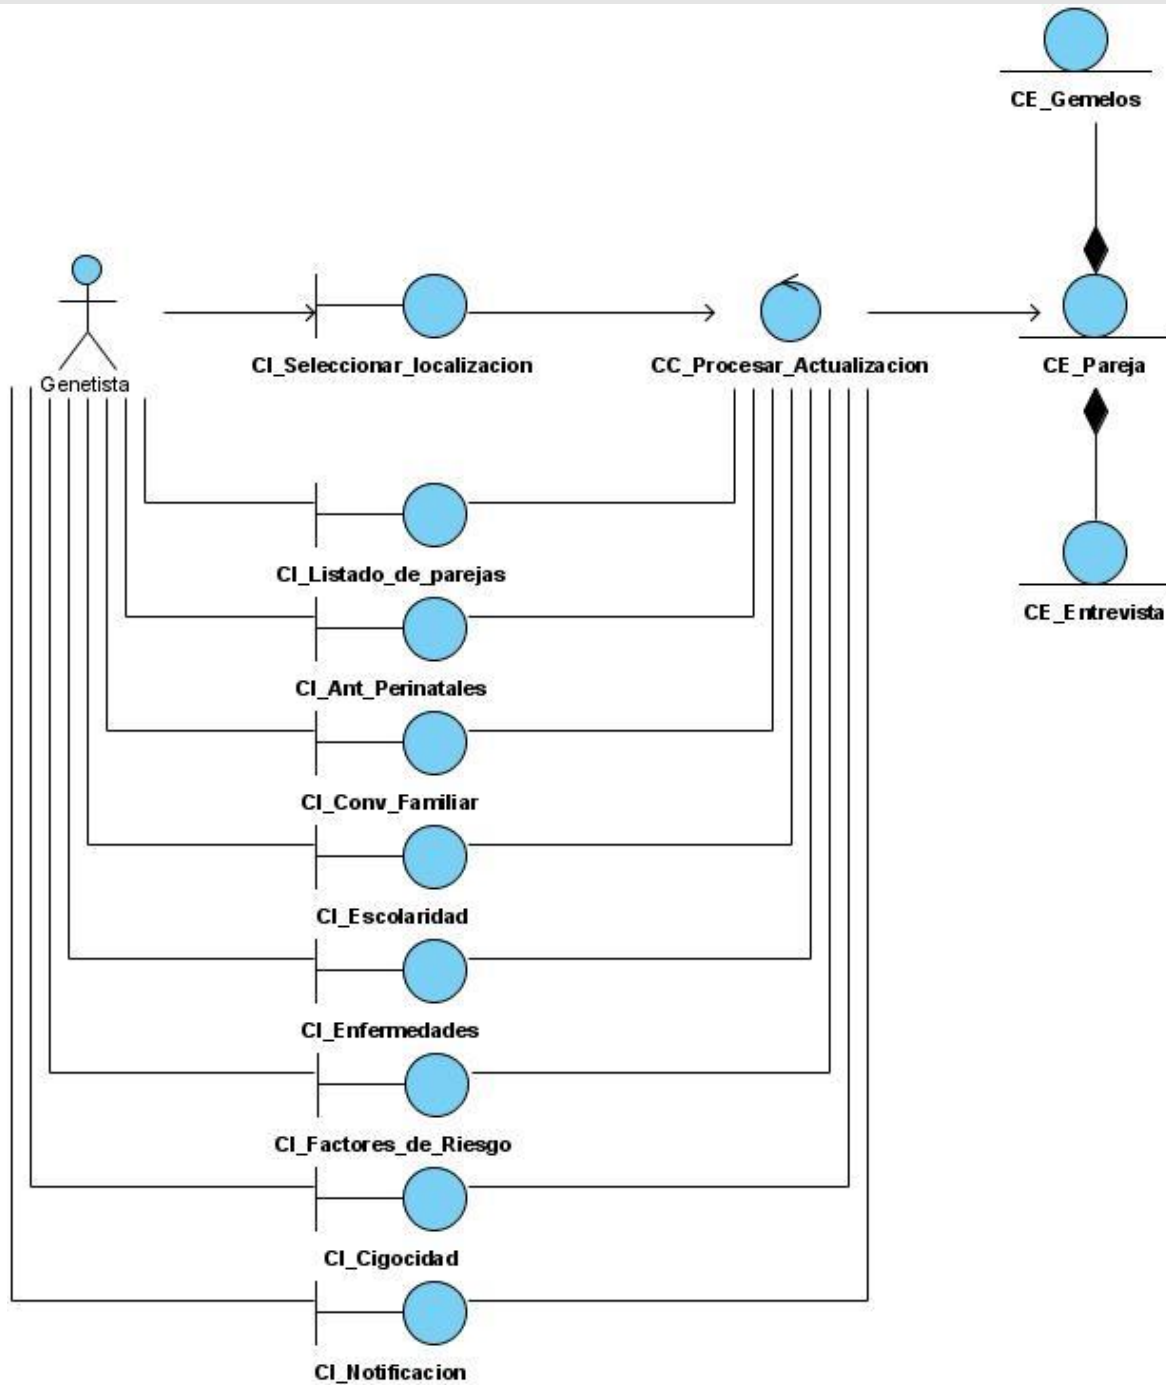 CE_Gemelos
Genetista
CI_Seleccionar_localizacion
CC_Procesar_Actualizacion
CE_Pareja
CI_Listado_de_parejas
CE_Entrevista
CI_Ant_Perinatales
CI_Conv_Familiar
CI_Escolaridad
CI_Enfermedades
CI_Factores_de_Riesgo
CI_Cigocidad
CI_Notificacion